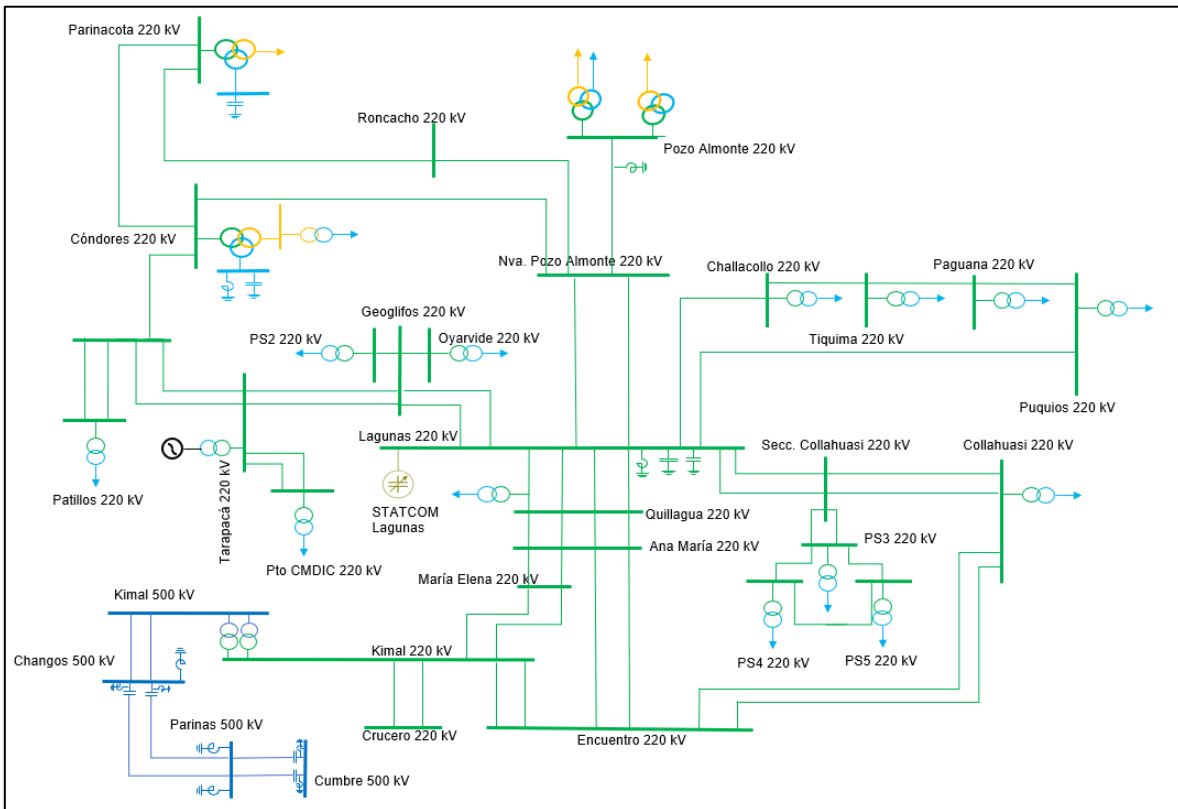 Parinacota 220 kV
Roncacho 220 kV
Pozo Almonte 220 kV
Cóndores 220 kV
Nva. Pozo Almonte 220 kV
Challacollo 220 kV
Paguana 220 kV
Geoglifos 220 kV
PS2 220 kV
Oyarvide 220 kV
Tiquima 220 kV
Puquios 220 kV
Lagunas 220 kV
Secc. Collahuasi 220 kV
Collahuasi 220 kV
Patillos 220 kV
Tarapacá 220 kV
STATCOM
Lagunas
Quillagua 220 kV
Pto CMDIC 220 kV
Ana María 220 kV
PS3 220 kV
María Elena 220 kV
Kimal 500 kV
Kimal 220 kV
Changos 500 kV
PS4 220 kV
PS5 220 kV
Parinas 500 kV
Crucero 220 kV
Encuentro 220 kV
Cumbre 500 kV